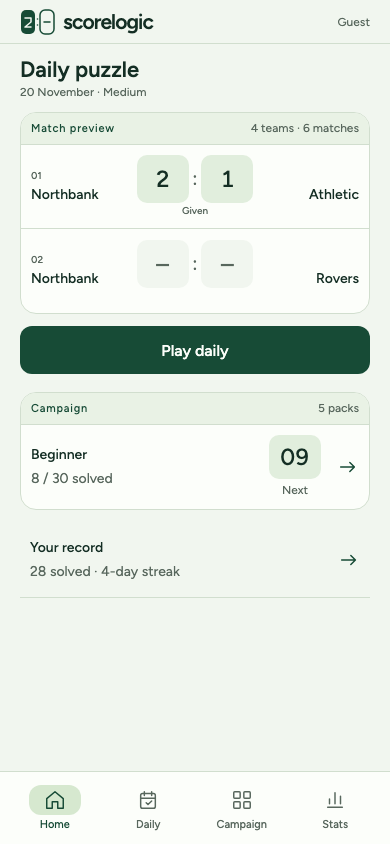 2:– scorelogic
Guest
Daily puzzle
20 November · Medium
Match preview
4 teams · 6 matches
01
Northbank
2 : 1
Athletic
Given
02
Northbank
– : –
Rovers
Play daily
Campaign
5 packs
Beginner
8 / 30 solved
09
Next
Your record
28 solved · 4-day streak
Home
Daily
Campaign
Stats